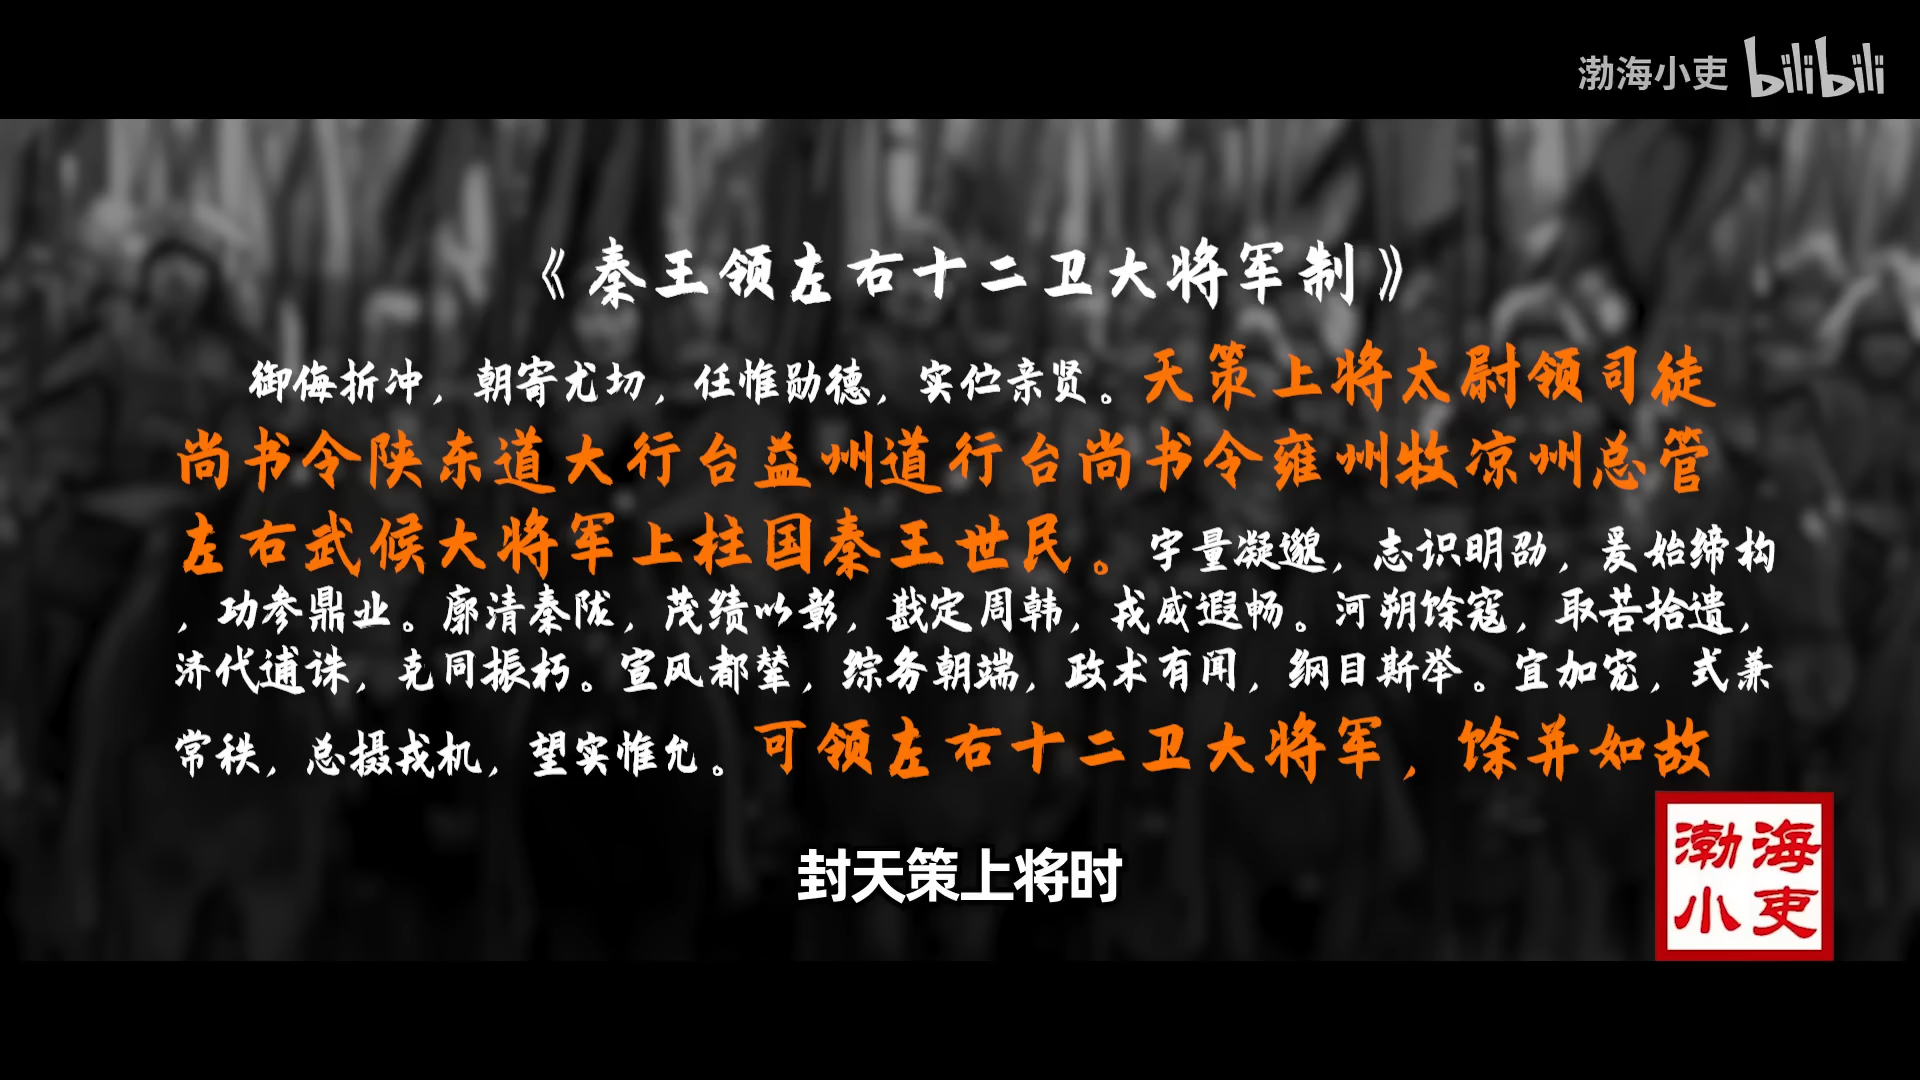 渤海小吏 bilibili
《秦王领左右十二卫大将军制》
御侮折冲，朝寄尤切，任惟勋德，实伫亲贤。天策上将太尉领司徒
尚书令陕东道大行台益州道行台尚书令雍州牧凉州总管
左右武候大将军上柱国秦王世民。宇量凝邈，志识明劭，爰始缔构
，功参鼎业。廓清秦陇，茂绩以彰，戡定周韩，戎威遐畅。河朔馀寇，取若拾遗，
济代逋诛，克同振朽。宣风都辇，综务朝端，政术有闻，纲目斯举。宜加宠，式兼
常秩，总摄戎机，望实惟允。可领左右十二卫大将军，馀并如故
封天策上将时
渤海
小吏